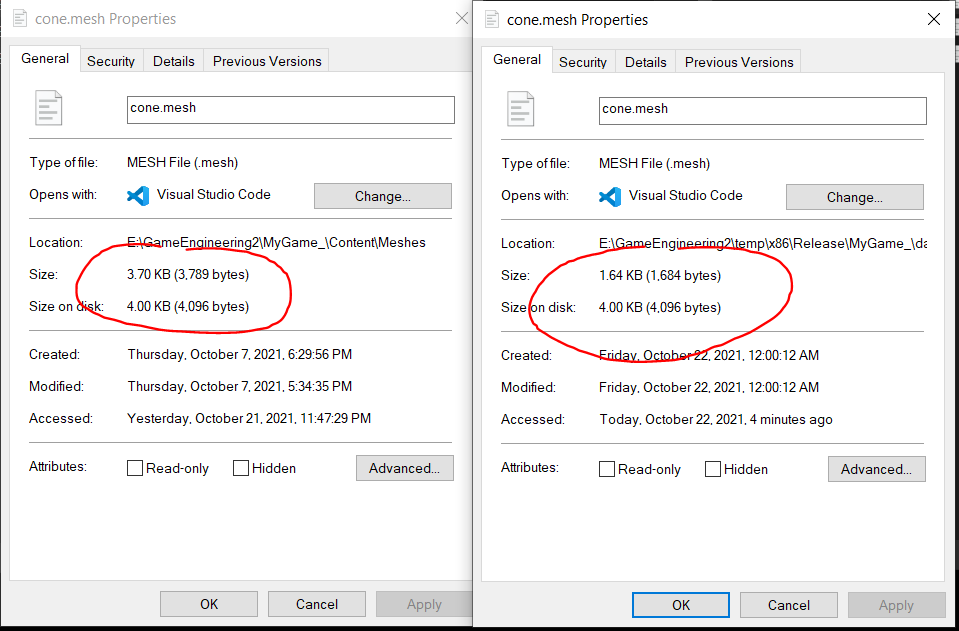 cone.mesh Properties
General Security Details Previous Versions
cone.mesh
Type of file: MESH File (.mesh)
Opens with: Visual Studio Code Change...
Location: E:\GameEngineering2\MyGame_\Content\Meshes
Size: 3.70 KB (3,789 bytes)
Size on disk: 4.00 KB (4,096 bytes)
Created: Thursday, October 7, 2021, 6:29:56 PM
Modified: Thursday, October 7, 2021, 5:34:35 PM
Accessed: Yesterday, October 21, 2021, 11:47:29 PM
Attributes: Read-only Hidden Advanced...
OK Cancel Apply
cone.mesh Properties
General Security Details Previous Versions
cone.mesh
Type of file: MESH File (.mesh)
Opens with: Visual Studio Code Change...
Location: E:\GameEngineering2\temp\x86\Release\MyGame_\da
Size: 1.64 KB (1,684 bytes)
Size on disk: 4.00 KB (4,096 bytes)
Created: Friday, October 22, 2021, 12:00:12 AM
Modified: Friday, October 22, 2021, 12:00:12 AM
Accessed: Today, October 22, 2021, 4 minutes ago
Attributes: Read-only Hidden Advanced...
OK Cancel Apply